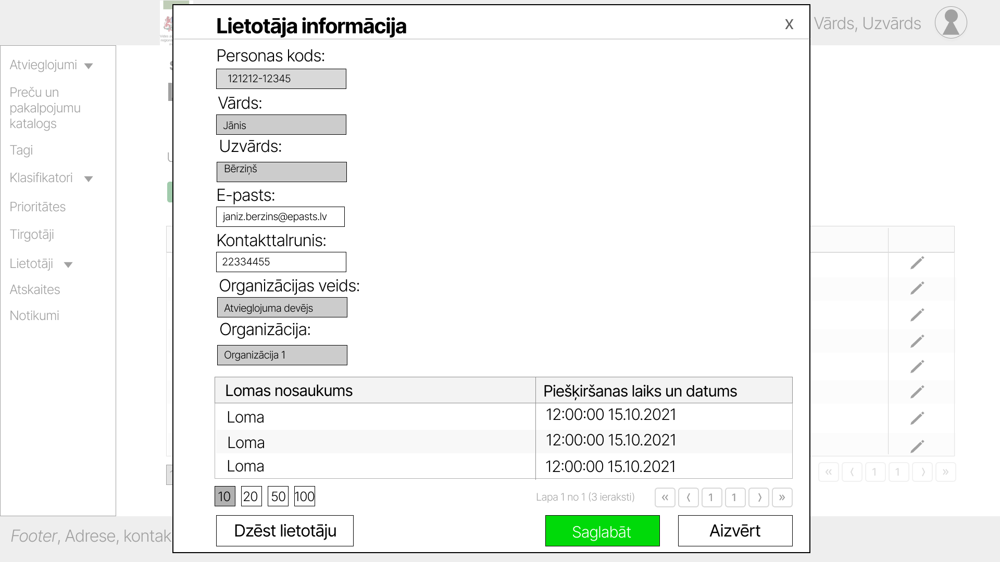 Lietotāja informācija
X
Vārds, Uzvārds
Atvieglojumi
Preču un
pakalpojumu
katalogs
Tagi
Klasifikatori
Prioritātes
Tirgotāji
Lietotāji
Atskaites
Notikumi
Personas kods:
121212-12345
Vārds:
Jānis
Uzvārds:
Bērziņš
E-pasts:
janiz.berzins@epasts.lv
Kontakttalrunis:
22334455
Organizācijas veids:
Atvieglojuma devējs
Organizācija:
Organizācija 1
Lomas nosaukums Piešķiršanas laiks un datums
Loma 12:00:00 15.10.2021
Loma 12:00:00 15.10.2021
Loma 12:00:00 15.10.2021
10 20 50 100 Lapa 1 no 1 (3 ieraksti) « ⟨ 1 1 ⟩ »
« ⟨ 1 1 ⟩ »
Dzēst lietotāju Saglabāt Aizvērt
Footer, Adrese, kontak